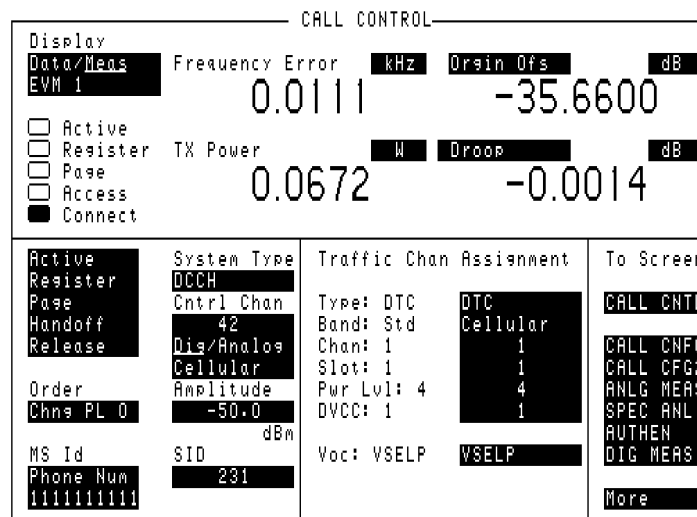 CALL CONTROL
Display
Data/Meas
EVM 1
Frequency Error kHz
0.0111
Orgin Ofs dB
-35.6600
Active
Register
Page
Access
Connect
TX Power W
0.0672
Droop dB
-0.0014
Active
Register
Page
Handoff
Release
Order
Chng PL 0
MS Id
Phone Num
1111111111
System Type
DCCH
Cntrl Chan
42
Dig/Analog
Cellular
Amplitude
-50.0
dBm
SID
231
Traffic Chan Assignment
Type: DTC DTC
Band: Std Cellular
Chan: 1 1
Slot: 1 1
Pwr Lvl: 4 4
DVCC: 1 1
Voc: VSELP VSELP
To Screen
CALL CNT
CALL CNF
CALL CFG
ANLG MEAS
SPEC ANL
AUTHEN
DIG MEAS
More